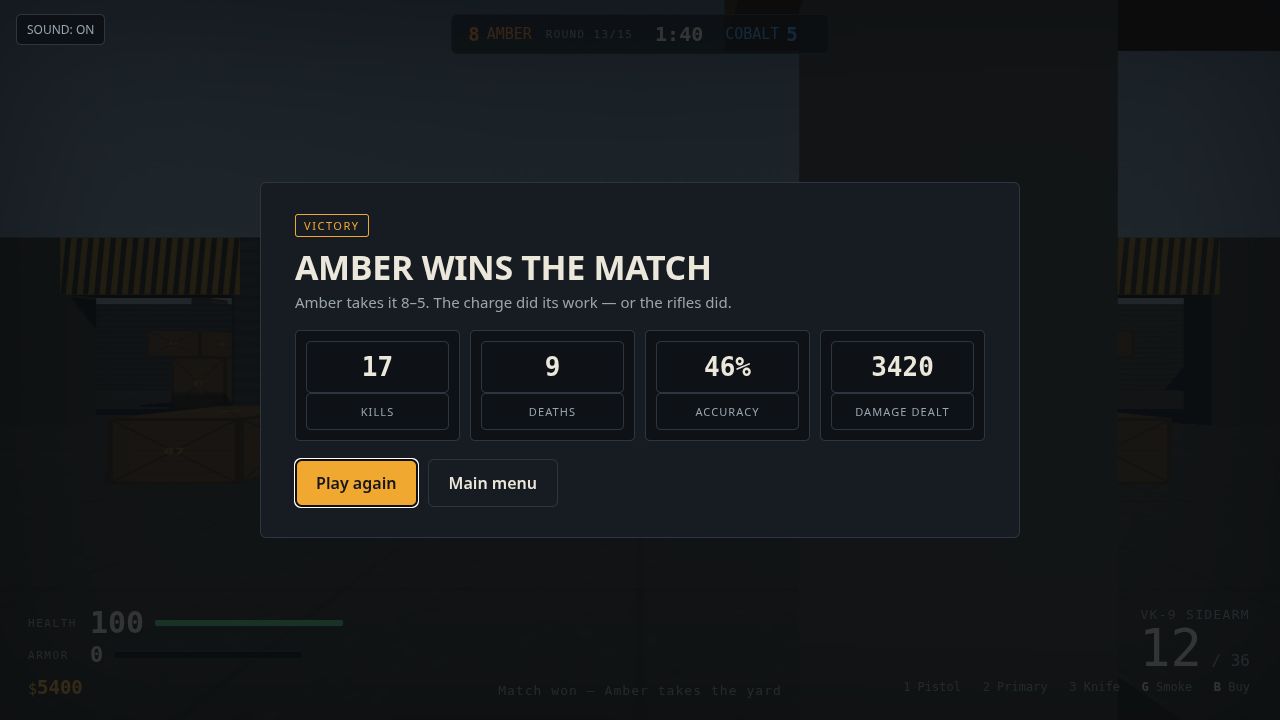 SOUND: ON
8 AMBER ROUND 13/15 1:40 COBALT 5
VICTORY
AMBER WINS THE MATCH
Amber takes it 8–5. The charge did its work — or the rifles did.
17 9 46% 3420
KILLS DEATHS ACCURACY DAMAGE DEALT
Play again Main menu
HEALTH 100
ARMOR 0
$5400
Match won — Amber takes the yard
VK-9 SIDEARM
12 / 36
1 Pistol 2 Primary 3 Knife G Smoke B Buy